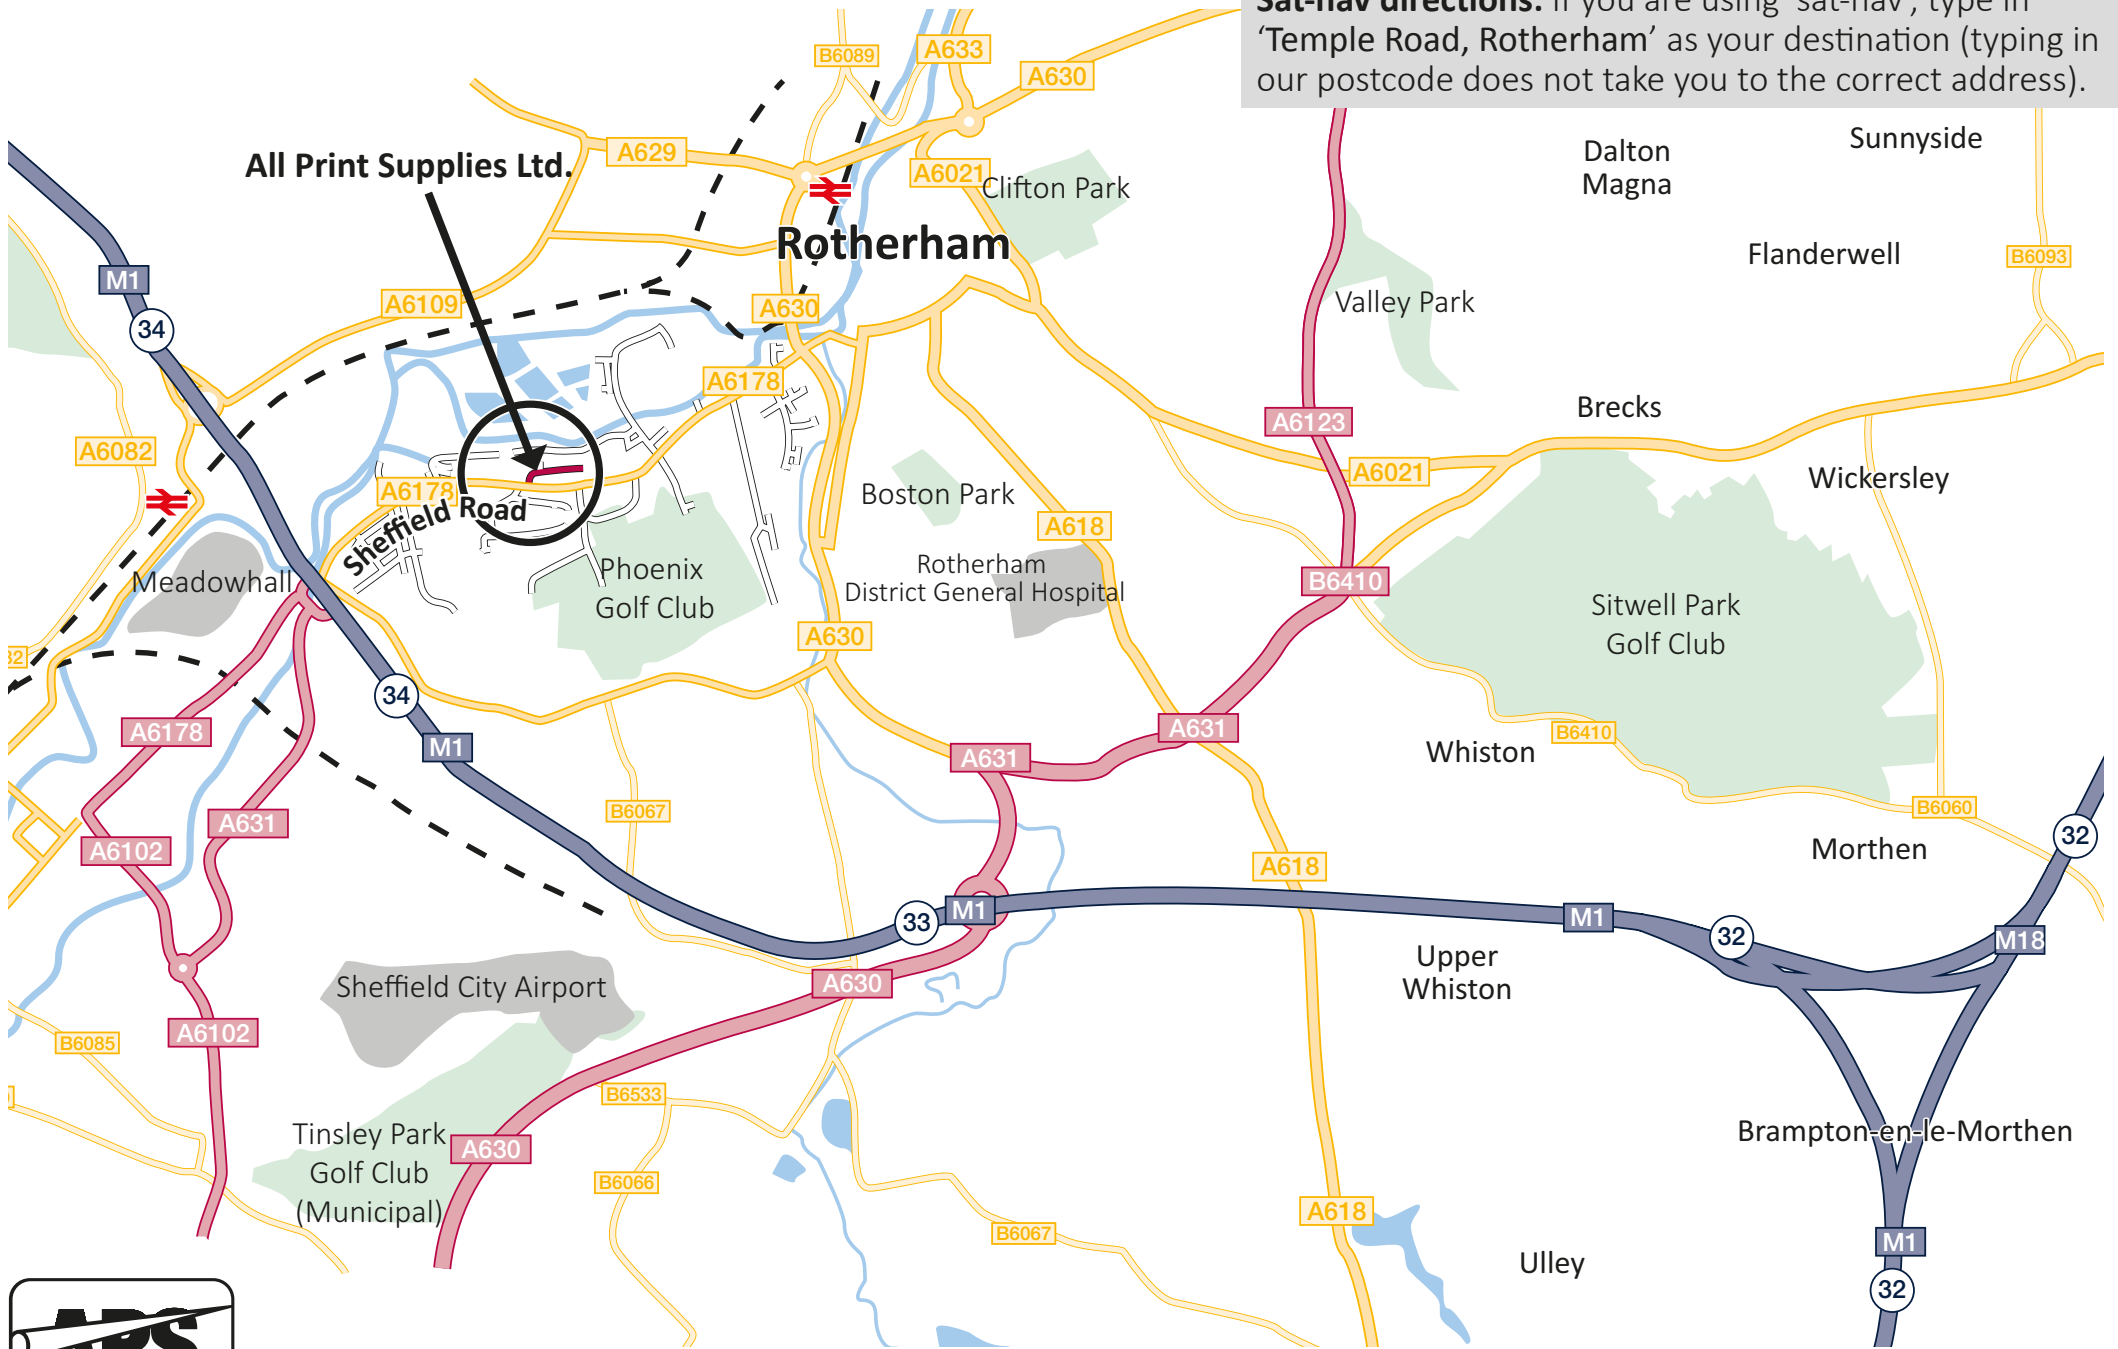 Sat-nav directions: If you are using ‘sat-nav’, type in
‘Temple Road, Rotherham’ as your destination (typing in
our postcode does not take you to the correct address).
B6089
A633
A630
A629
A6021
Clifton Park
All Print Supplies Ltd.
Rotherham
Dalton
Magna
Sunnyside
Flanderwell
B6093
Valley Park
M1
34
A6109
A630
A6178
A6082
A6123
Brecks
A6021
Wickersley
A6178
Sheffield Road
Boston Park
A618
Meadowhall
Phoenix
Golf Club
Rotherham
District General Hospital
B6410
Sitwell Park
Golf Club
A630
32
34
A6178
M1
A631
A631
Whiston
B6410
B6067
A631
A6102
B6060
Morthen
32
A618
33
M1
M1
32
M18
Sheffield City Airport
A630
Upper
Whiston
A6102
B6085
B6533
Tinsley Park
Golf Club
(Municipal)
A630
B6066
Brampton-en-le-Morthen
A618
B6067
M1
Ulley
32
APS